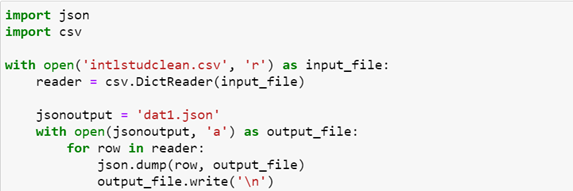 import json
import csv
with open('intlstudclean.csv', 'r') as input_file:
    reader = csv.DictReader(input_file)
    jsonoutput = 'dat1.json'
    with open(jsonoutput, 'a') as output_file:
        for row in reader:
            json.dump(row, output_file)
            output_file.write('\n')